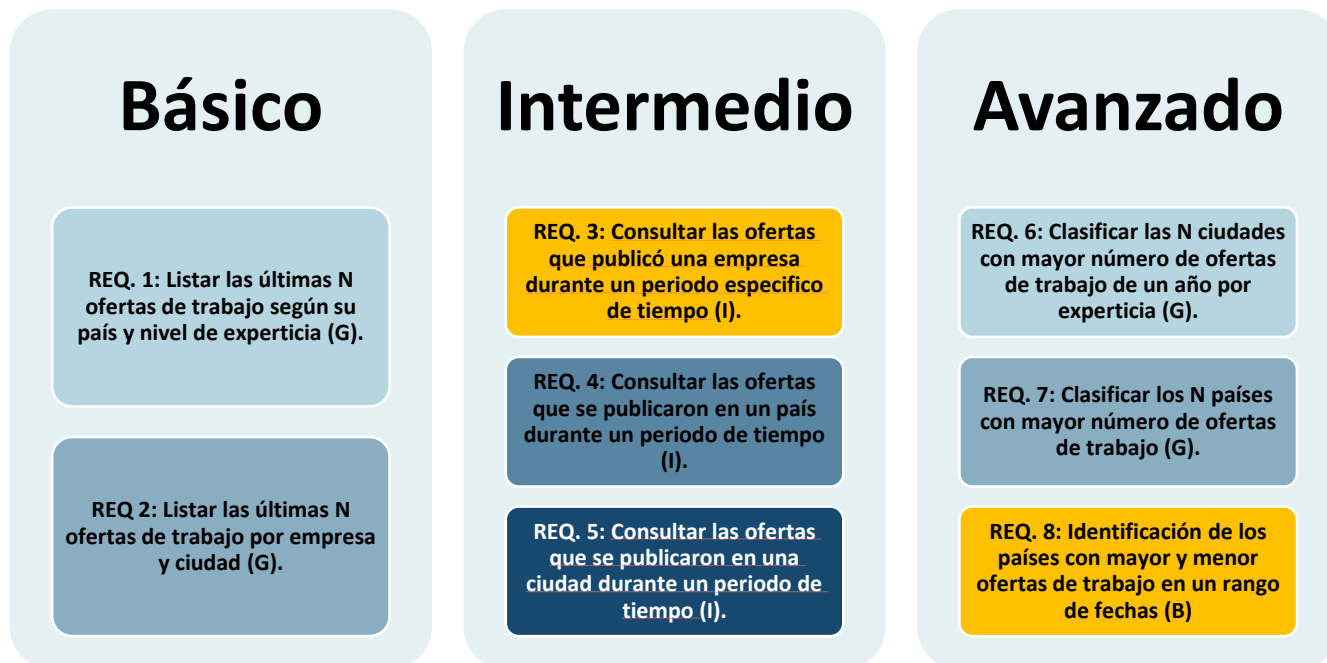 Básico
REQ. 1: Listar las últimas N
ofertas de trabajo según su
país y nivel de experticia (G).
REQ 2: Listar las últimas N
ofertas de trabajo por empresa
y ciudad (G).
Intermedio
REQ. 3: Consultar las ofertas
que publicó una empresa
durante un periodo especifico
de tiempo (I).
REQ. 4: Consultar las ofertas
que se publicaron en un país
durante un periodo de tiempo
(I).
REQ. 5: Consultar las ofertas
que se publicaron en una
ciudad durante un periodo de
tiempo (I).
Avanzado
REQ. 6: Clasificar las N ciudades
con mayor número de ofertas
de trabajo de un año por
experticia (G).
REQ. 7: Clasificar los N países
con mayor número de ofertas
de trabajo (G).
REQ. 8: Identificación de los
países con mayor y menor
ofertas de trabajo en un rango
de fechas (B)